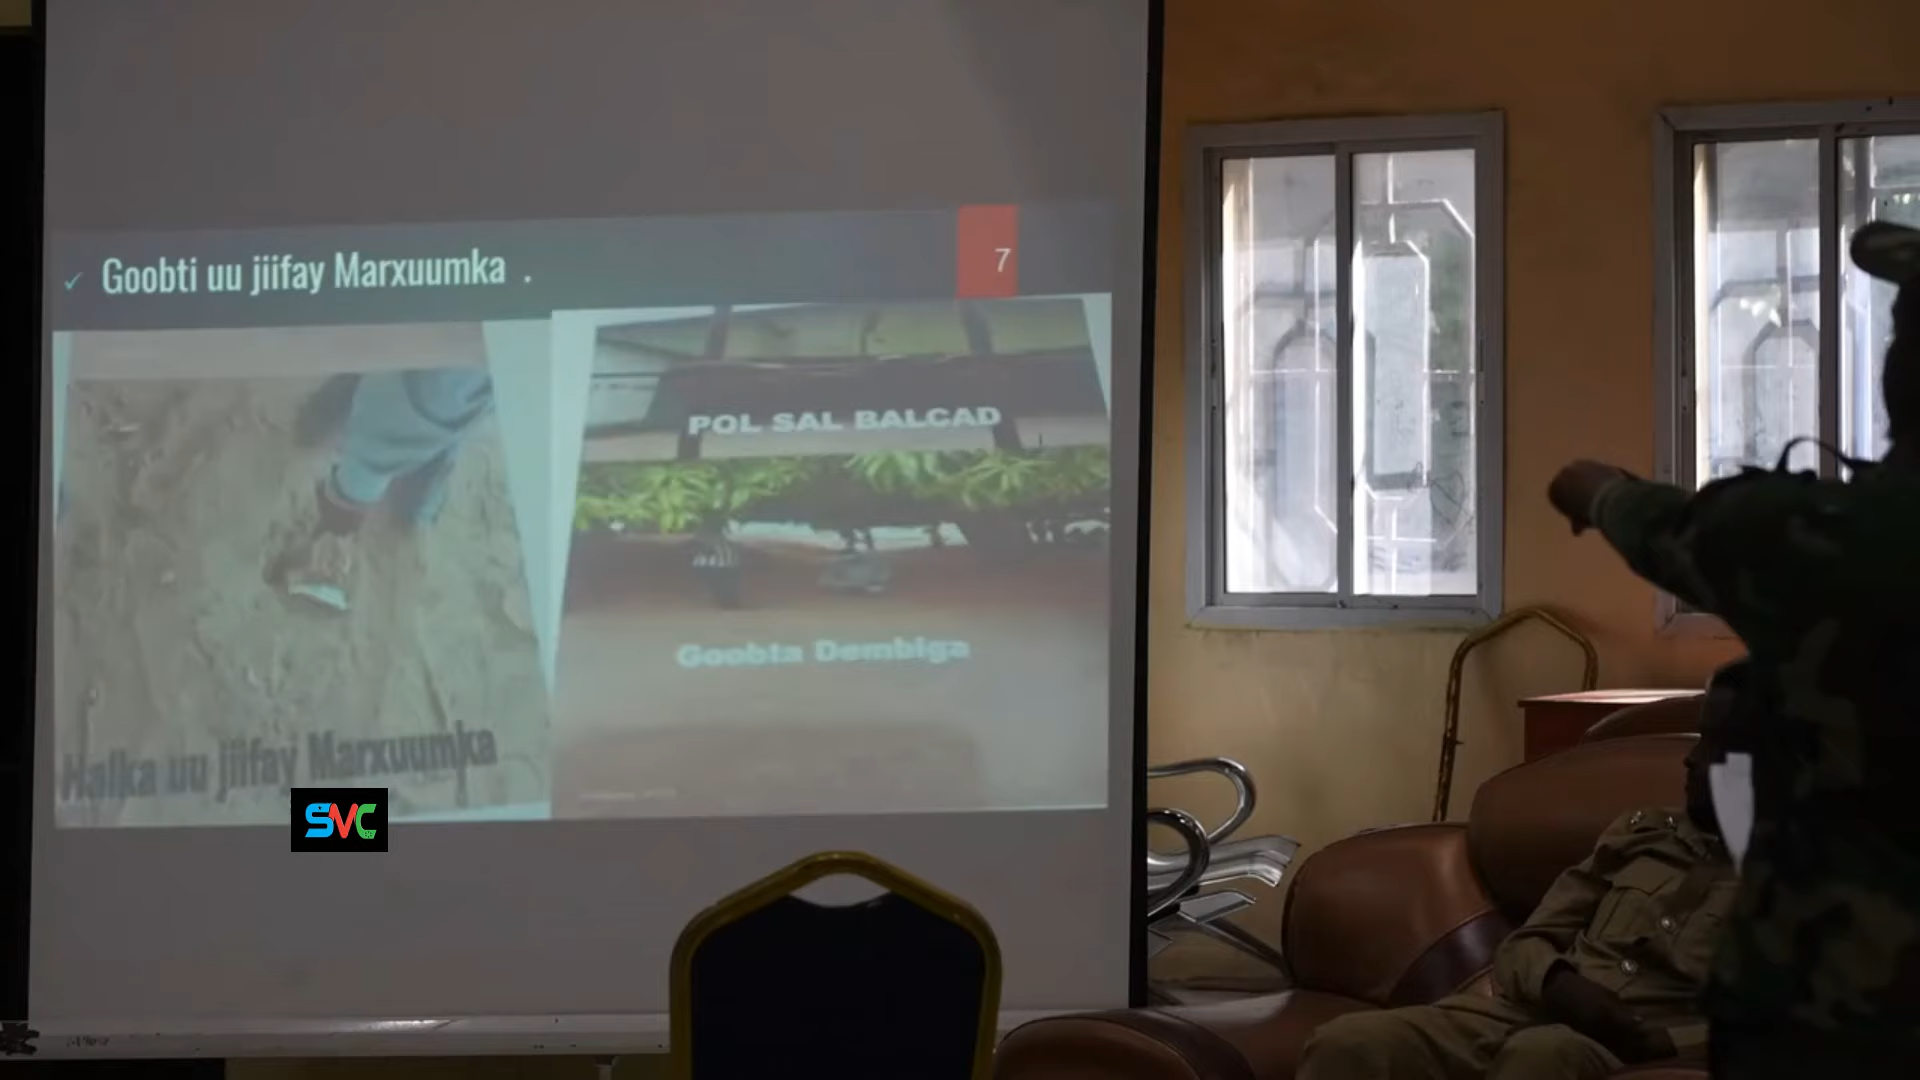 ✓ Goobti uu jiifay Marxuumka .
7
POL SAL BALCAD
Goobta Dembiga
Halka uu jiifay Marxuumka
SVC